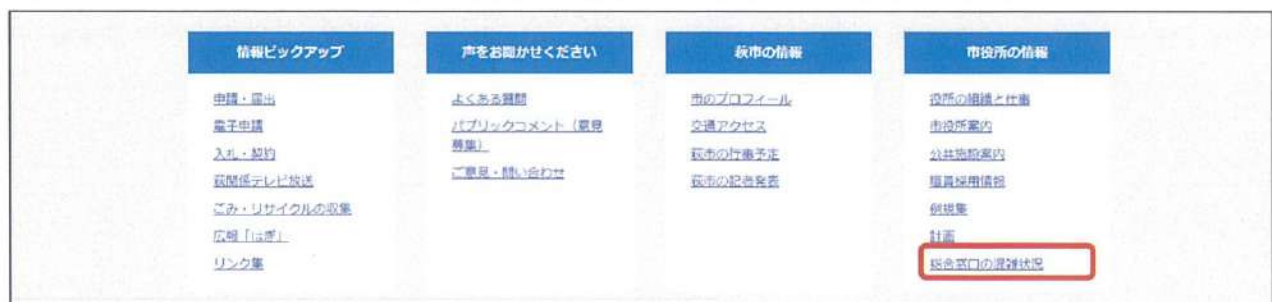 情報ピックアップ
申請・届出
電子申請
入札・契約
萩関係テレビ放送
ごみ・リサイクルの収集
広報「はぎ」
リンク集
声をお聞かせください
よくある質問
パブリックコメント（意見
募集）
ご意見・問い合わせ
萩市の情報
市のプロフィール
交通アクセス
萩市の行事予定
萩市の記者発表
市役所の情報
役所の組織と仕事
市役所案内
公共施設案内
職員採用情報
例規集
計画
総合窓口の混雑状況